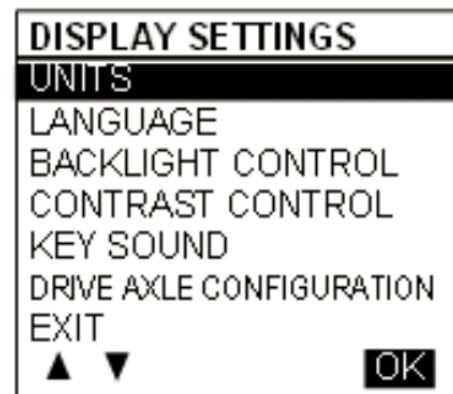 DISPLAY SETTINGS
UNITS
LANGUAGE
BACKLIGHT CONTROL
CONTRAST CONTROL
KEY SOUND
DRIVE AXLE CONFIGURATION
EXIT
▲ ▼ OK